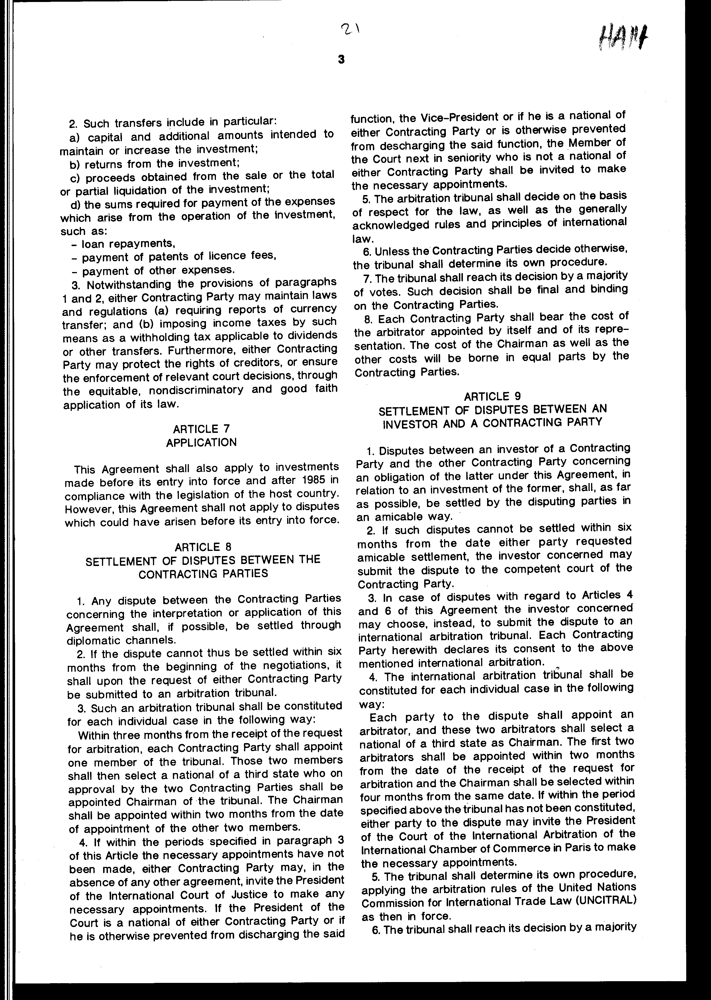 21
3
2. Such transfers include in particular:
a) capital and additional amounts intended to
maintain or increase the investment;
b) returns from the investment;
c) proceeds obtained from the sale or the total
or partial liquidation of the investment;
d) the sums required for payment of the expenses
which arise from the operation of the investment,
such as:
- loan repayments,
- payment of patents of licence fees,
- payment of other expenses.
3. Notwithstanding the provisions of paragraphs
1 and 2, either Contracting Party may maintain laws
and regulations (a) requiring reports of currency
transfer; and (b) imposing income taxes by such
means as a withholding tax applicable to dividends
or other transfers. Furthermore, either Contracting
Party may protect the rights of creditors, or ensure
the enforcement of relevant court decisions, through
the equitable, nondiscriminatory and good faith
application of its law.
ARTICLE 7
APPLICATION
This Agreement shall also apply to investments
made before its entry into force and after 1985 in
compliance with the legislation of the host country.
However, this Agreement shall not apply to disputes
which could have arisen before its entry into force.
ARTICLE 8
SETTLEMENT OF DISPUTES BETWEEN THE
CONTRACTING PARTIES
1. Any dispute between the Contracting Parties
concerning the interpretation or application of this
Agreement shall, if possible, be settled through
diplomatic channels.
2. If the dispute cannot thus be settled within six
months from the beginning of the negotiations, it
shall upon the request of either Contracting Party
be submitted to an arbitration tribunal.
3. Such an arbitration tribunal shall be constituted
for each individual case in the following way:
Within three months from the receipt of the request
for arbitration, each Contracting Party shall appoint
one member of the tribunal. Those two members
shall then select a national of a third state who on
approval by the two Contracting Parties shall be
appointed Chairman of the tribunal. The Chairman
shall be appointed within two months from the date
of appointment of the other two members.
4. If within the periods specified in paragraph 3
of this Article the necessary appointments have not
been made, either Contracting Party may, in the
absence of any other agreement, invite the President
of the International Court of Justice to make any
necessary appointments. If the President of the
Court is a national of either Contracting Party or if
he is otherwise prevented from discharging the said
function, the Vice-President or if he is a national of
either Contracting Party or is otherwise prevented
from descharging the said function, the Member of
the Court next in seniority who is not a national of
either Contracting Party shall be invited to make
the necessary appointments.
5. The arbitration tribunal shall decide on the basis
of respect for the law, as well as the generally
acknowledged rules and principles of international
law.
6. Unless the Contracting Parties decide otherwise,
the tribunal shall determine its own procedure.
7. The tribunal shall reach its decision by a majority
of votes. Such decision shall be final and binding
on the Contracting Parties.
8. Each Contracting Party shall bear the cost of
the arbitrator appointed by itself and of its repre-
sentation. The cost of the Chairman as well as the
other costs will be borne in equal parts by the
Contracting Parties.
ARTICLE 9
SETTLEMENT OF DISPUTES BETWEEN AN
INVESTOR AND A CONTRACTING PARTY
1. Disputes between an investor of a Contracting
Party and the other Contracting Party concerning
an obligation of the latter under this Agreement, in
relation to an investment of the former, shall, as far
as possible, be settled by the disputing parties in
an amicable way.
2. If such disputes cannot be settled within six
months from the date either party requested
amicable settlement, the investor concerned may
submit the dispute to the competent court of the
Contracting Party.
3. In case of disputes with regard to Articles 4
and 6 of this Agreement the investor concerned
may choose, instead, to submit the dispute to an
international arbitration tribunal. Each Contracting
Party herewith declares its consent to the above
mentioned international arbitration.
4. The international arbitration tribunal shall be
constituted for each individual case in the following
way:
Each party to the dispute shall appoint an
arbitrator, and these two arbitrators shall select a
national of a third state as Chairman. The first two
arbitrators shall be appointed within two months
from the date of the receipt of the request for
arbitration and the Chairman shall be selected within
four months from the same date. If within the period
specified above the tribunal has not been constituted,
either party to the dispute may invite the President
of the Court of the International Arbitration of the
International Chamber of Commerce in Paris to make
the necessary appointments.
5. The tribunal shall determine its own procedure,
applying the arbitration rules of the United Nations
Commission for International Trade Law (UNCITRAL)
as then in force.
6. The tribunal shall reach its decision by a majority